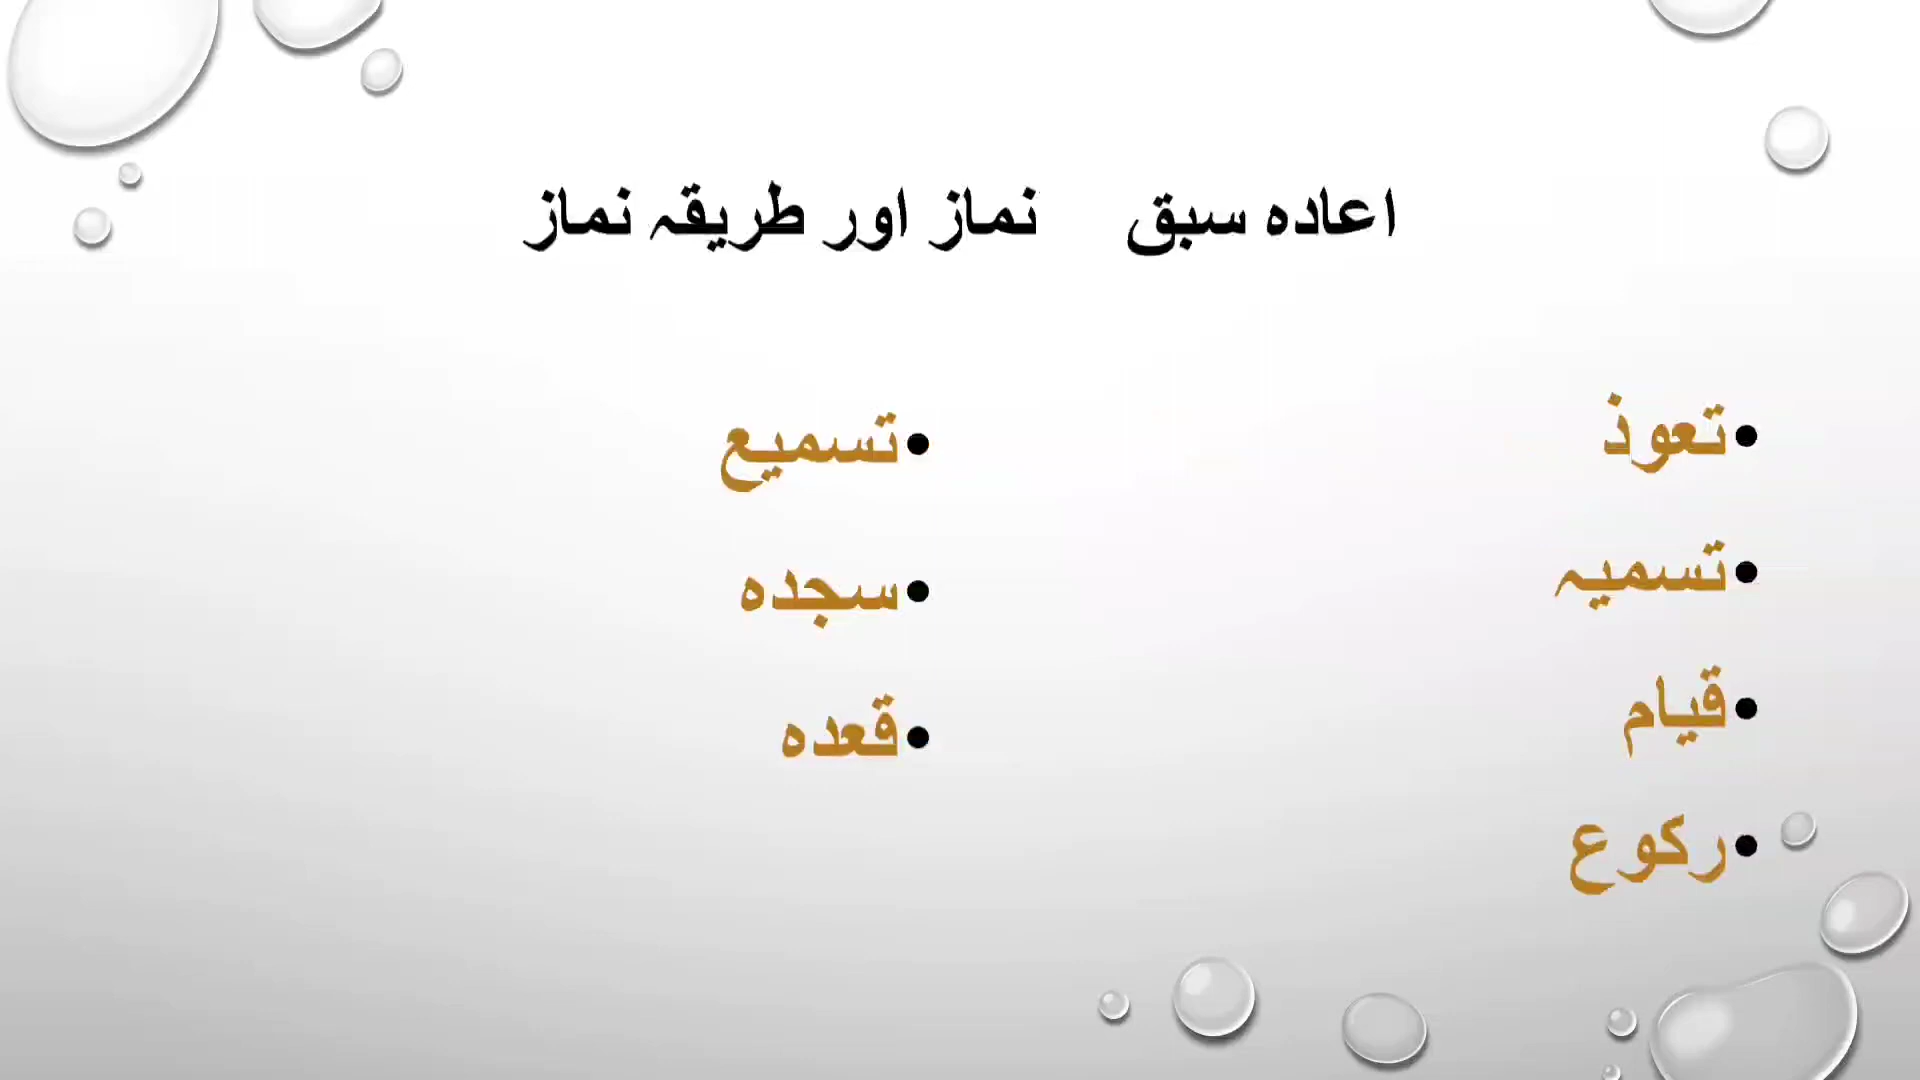 اعادہ سبق نماز اور طریقہ نماز
•تعوذ
•تسمیہ
•قیام
•رکوع
•تسمیع
•سجدہ
•قعدہ